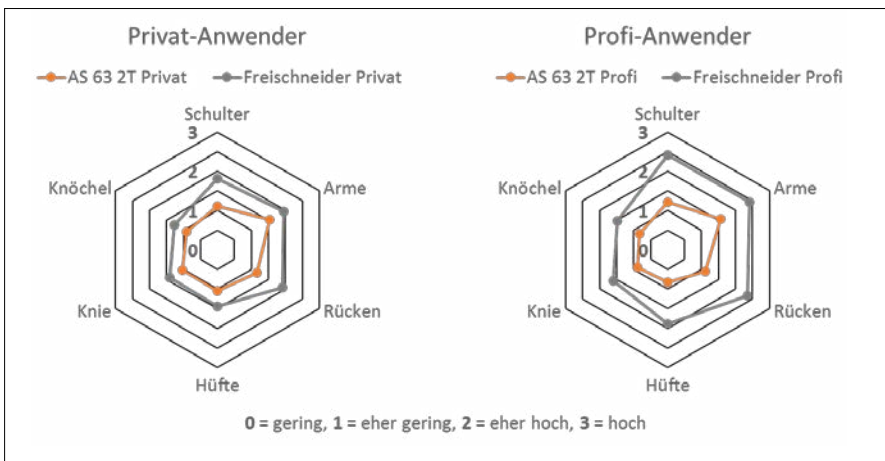 Privat-Anwender
AS 63 2T Privat Freischneider Privat
Schulter
3
2
1
0
Arme
Rücken
Hüfte
Knie
Knöchel
Profi-Anwender
AS 63 2T Profi Freischneider Profi
Schulter
3
2
1
0
Arme
Rücken
Hüfte
Knie
Knöchel
0 = gering, 1 = eher gering, 2 = eher hoch, 3 = hoch